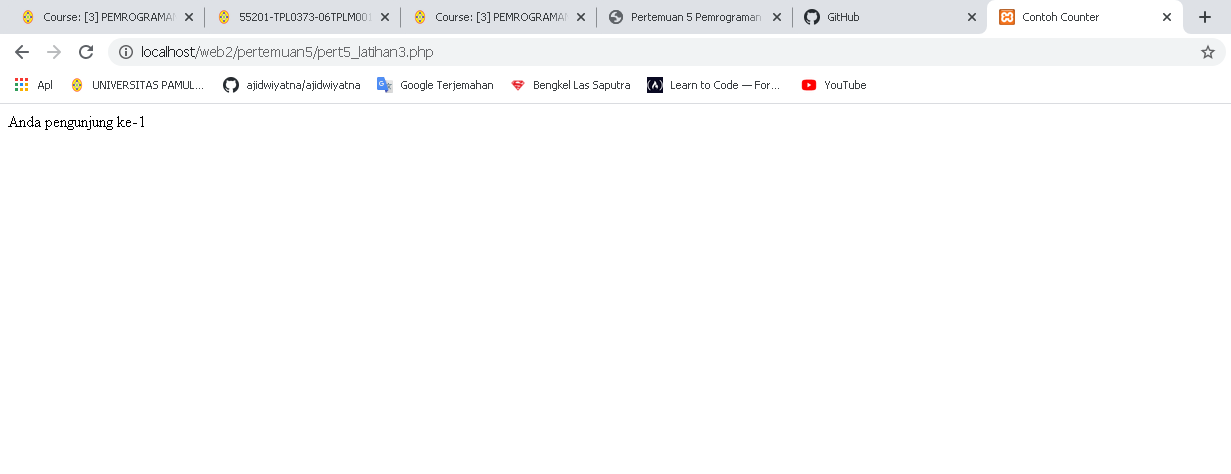 Course: [3] PEMROGRAMAN
55201-TPL0373-06TPLM001
Course: [3] PEMROGRAMAN
Pertemuan 5 Pemrograman
GitHub
Contoh Counter
localhost/web2/pertemuan5/pert5_latihan3.php
Apl
UNIVERSITAS PAMUL...
ajidwiyatna/ajidwiyatna
Google Terjemahan
Bengkel Las Saputra
Learn to Code — For...
YouTube
Anda pengunjung ke-1